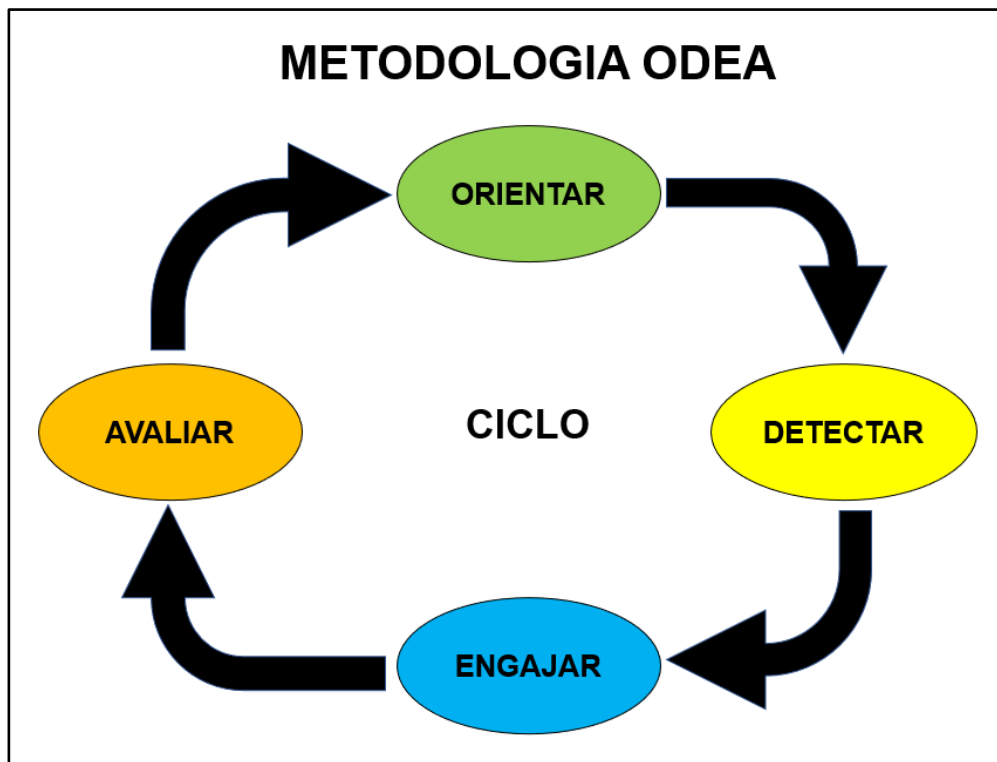 METODOLOGIA ODEA
ORIENTAR
AVALIAR
CICLO
DETECTAR
ENGAJAR